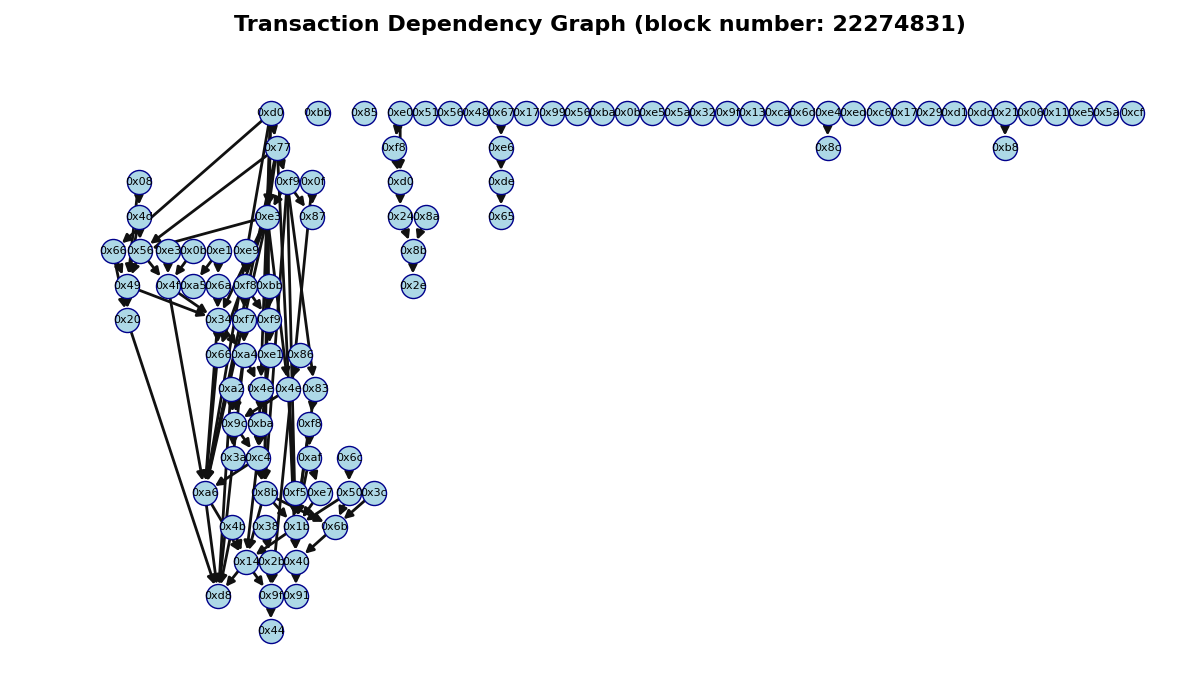 Transaction Dependency Graph (block number: 22274831)
0xd0 0xbb 0x85 0xe0 0x51 0x56 0x48 0x67 0x17 0x99 0x56 0xba 0x0b 0xe5 0x5a 0x32 0x9f 0x13 0xca 0x6d 0xe4 0xed 0xc6 0x17 0x29 0xd1 0xdc 0x21 0x06 0x11 0xe5 0x5a 0xcf
0x77 0xf8 0xe6 0x8c 0xb8
0x08 0xf9 0x0f 0xd0 0xde
0x4d 0xe3 0x87 0x24 0x8a 0x65
0x66 0x56 0xe3 0x0b 0xe1 0xe9 0x8b
0x49 0x4f 0xa5 0x6a 0xf8 0xbb 0x2e
0x20 0x34 0xf7 0xf9
0x66 0xa4 0xe1 0x86
0xa2 0x4e 0x4e 0x83
0x9c 0xba 0xf8
0x3a 0xc4 0xaf 0x6c
0xa6 0x8b 0xf5 0xe7 0x50 0x3c
0x4b 0x38 0x1b 0x6b
0x14 0x2b 0x40
0xd8 0x9f 0x91
0x44